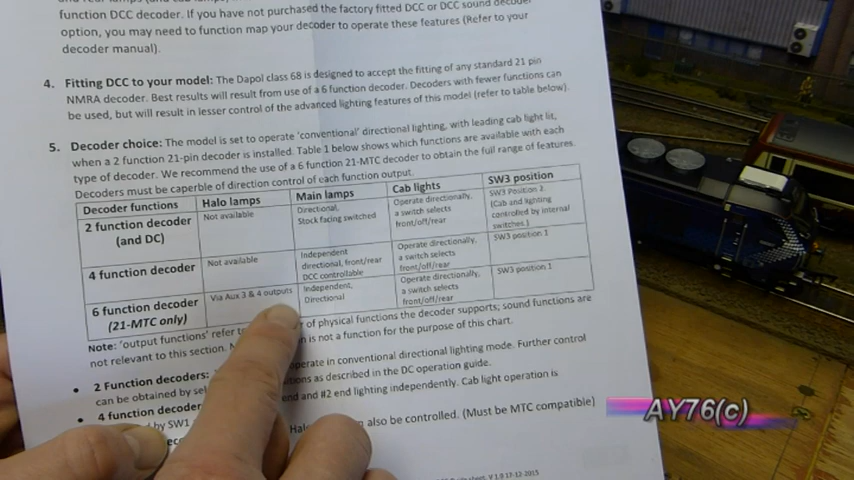 function DCC decoder. If you have not purchased the factory fitted DCC or DCC sound decoder
option, you may need to function map your decoder to operate these features (Refer to your
decoder manual).
4. Fitting DCC to your model: The Dapol class 68 is designed to accept the fitting of any standard 21 pin
NMRA decoder. Best results will result from use of a 6 function decoder. Decoders with fewer functions can
be used, but will result in lesser control of the advanced lighting features of this model (refer to table below).
5. Decoder choice: The model is set to operate ‘conventional’ directional lighting, with leading cab light lit,
when a 2 function 21-pin decoder is installed. Table 1 below shows which functions are available with each
type of decoder. We recommend the use of a 6 function 21-MTC decoder to obtain the full range of features.
Decoders must be caperble of direction control of each function output.
Decoder functions Halo lamps Main lamps Cab lights SW3 position
2 function decoder
(and DC)
Not available
Directional,
Stock facing switched
Operate directionally,
a switch selects
front/off/rear
SW3 Position 2.
(Cab and lighting
controlled by internal
switches.)
4 function decoder
Not available
Independent
directional, front/rear
DCC controllable
Operate directionally,
a switch selects
front/off/rear
SW3 position 1
6 function decoder
(21-MTC only)
Via Aux 3 & 4 outputs
Independent,
Directional
Operate directionally,
a switch selects
front/off/rear
SW3 position 1
Note: ‘output functions’ refer to of physical functions the decoder supports; sound functions are
not relevant to this section. is not a function for the purpose of this chart.
• 2 Function decoders: operate in conventional directional lighting mode. Further control
can be obtained by as described in the DC operation guide.
• 4 function decoder end and #2 end lighting independently. Cab light operation is
by SW1
also be controlled. (Must be MTC compatible)
V 1.0 17-12-2015
AY76(c)